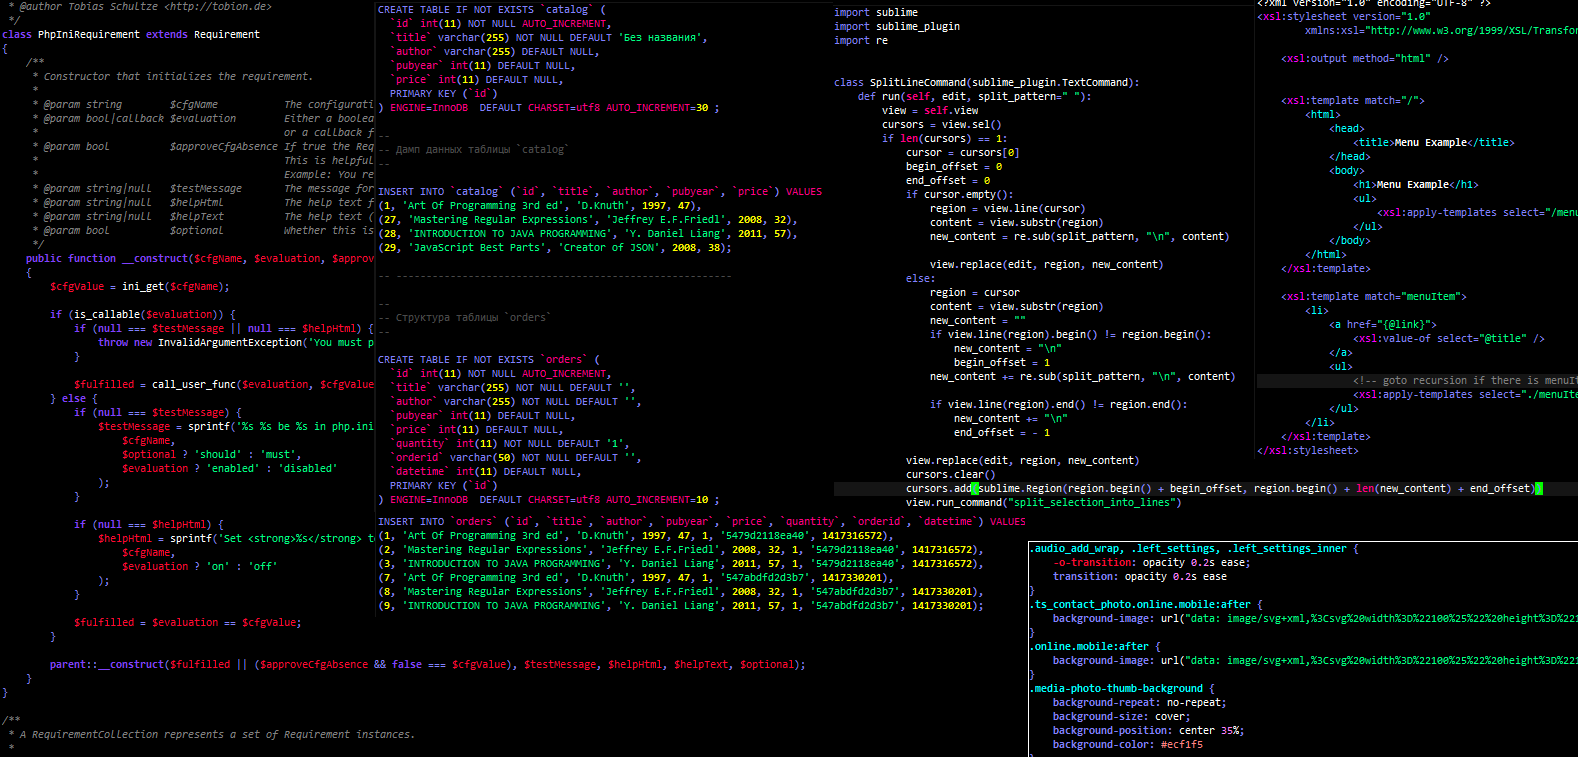 * @author Tobias Schultze <http://tobion.de>
 */
class PhpIniRequirement extends Requirement
{
    /**
     * Constructor that initializes the requirement.
     *
     * @param string        $cfgName           The configurati
     * @param bool|callback $evaluation        Either a boolea
     *                                         or a callback f
     * @param bool          $approveCfgAbsence If true the Req
     *                                         This is helpful
     *                                         Example: You re
     * @param string|null   $testMessage       The message for
     * @param string|null   $helpHtml          The help text f
     * @param string|null   $helpText          The help text (
     * @param bool          $optional          Whether this is
     */
    public function __construct($cfgName, $evaluation, $approv
    {
        $cfgValue = ini_get($cfgName);

        if (is_callable($evaluation)) {
            if (null === $testMessage || null === $helpHtml) {
                throw new InvalidArgumentException('You must p
            }

            $fulfilled = call_user_func($evaluation, $cfgValue
        } else {
            if (null === $testMessage) {
                $testMessage = sprintf('%s %s be %s in php.ini
                    $cfgName,
                    $optional ? 'should' : 'must',
                    $evaluation ? 'enabled' : 'disabled'
                );
            }

            if (null === $helpHtml) {
                $helpHtml = sprintf('Set <strong>%s</strong> t
                    $cfgName,
                    $evaluation ? 'on' : 'off'
                );
            }

            $fulfilled = $evaluation == $cfgValue;
        }

        parent::__construct($fulfilled || ($approveCfgAbsence && false === $cfgValue), $testMessage, $helpHtml, $helpText, $optional);
    }
}

/**
 * A RequirementCollection represents a set of Requirement instances.
 *
CREATE TABLE IF NOT EXISTS `catalog` (
  `id` int(11) NOT NULL AUTO_INCREMENT,
  `title` varchar(255) NOT NULL DEFAULT 'Без названия',
  `author` varchar(255) DEFAULT NULL,
  `pubyear` int(11) DEFAULT NULL,
  `price` int(11) DEFAULT NULL,
  PRIMARY KEY (`id`)
) ENGINE=InnoDB  DEFAULT CHARSET=utf8 AUTO_INCREMENT=30 ;

--
-- Дамп данных таблицы `catalog`
--

INSERT INTO `catalog` (`id`, `title`, `author`, `pubyear`, `price`) VALUES
(1, 'Art Of Programming 3rd ed', 'D.Knuth', 1997, 47),
(27, 'Mastering Regular Expressions', 'Jeffrey E.F.Friedl', 2008, 32),
(28, 'INTRODUCTION TO JAVA PROGRAMMING', 'Y. Daniel Liang', 2011, 57),
(29, 'JavaScript Best Parts', 'Creator of JSON', 2008, 38);

-- --------------------------------------------------------

--
-- Структура таблицы `orders`
--

CREATE TABLE IF NOT EXISTS `orders` (
  `id` int(11) NOT NULL AUTO_INCREMENT,
  `title` varchar(255) NOT NULL DEFAULT '',
  `author` varchar(255) NOT NULL DEFAULT '',
  `pubyear` int(11) DEFAULT NULL,
  `price` int(11) DEFAULT NULL,
  `quantity` int(11) NOT NULL DEFAULT '1',
  `orderid` varchar(50) NOT NULL DEFAULT '',
  `datetime` int(11) DEFAULT NULL,
  PRIMARY KEY (`id`)
) ENGINE=InnoDB  DEFAULT CHARSET=utf8 AUTO_INCREMENT=10 ;

INSERT INTO `orders` (`id`, `title`, `author`, `pubyear`, `price`, `quantity`, `orderid`, `datetime`) VALUES
(1, 'Art Of Programming 3rd ed', 'D.Knuth', 1997, 47, 1, '5479d2118ea40', 1417316572),
(2, 'Mastering Regular Expressions', 'Jeffrey E.F.Friedl', 2008, 32, 1, '5479d2118ea40', 1417316572),
(3, 'INTRODUCTION TO JAVA PROGRAMMING', 'Y. Daniel Liang', 2011, 57, 1, '5479d2118ea40', 1417316572),
(7, 'Art Of Programming 3rd ed', 'D.Knuth', 1997, 47, 1, '547abdfd2d3b7', 1417330201),
(8, 'Mastering Regular Expressions', 'Jeffrey E.F.Friedl', 2008, 32, 1, '547abdfd2d3b7', 1417330201),
(9, 'INTRODUCTION TO JAVA PROGRAMMING', 'Y. Daniel Liang', 2011, 57, 1, '547abdfd2d3b7', 1417330201);
import sublime
import sublime_plugin
import re

class SplitLineCommand(sublime_plugin.TextCommand):
    def run(self, edit, split_pattern=" "):
        view = self.view
        cursors = view.sel()
        if len(cursors) == 1:
            cursor = cursors[0]
            begin_offset = 0
            end_offset = 0
            if cursor.empty():
                region = view.line(cursor)
                content = view.substr(region)
                new_content = re.sub(split_pattern, "\n", content)

                view.replace(edit, region, new_content)
            else:
                region = cursor
                content = view.substr(region)
                new_content = ""
                if view.line(region).begin() != region.begin():
                    new_content = "\n"
                    begin_offset = 1
                new_content += re.sub(split_pattern, "\n", content)

                if view.line(region).end() != region.end():
                    new_content += "\n"
                    end_offset = - 1

            view.replace(edit, region, new_content)
            cursors.clear()
            cursors.add(sublime.Region(region.begin() + begin_offset, region.begin() + len(new_content) + end_offset))
            view.run_command("split_selection_into_lines")
<?xml version="1.0" encoding="UTF-8" ?>
<xsl:stylesheet version="1.0"
        xmlns:xsl="http://www.w3.org/1999/XSL/Transfor

    <xsl:output method="html" />

    <xsl:template match="/">
        <html>
            <head>
                <title>Menu Example</title>
            </head>
            <body>
                <h1>Menu Example</h1>
                <ul>
                    <xsl:apply-templates select="/menu
                </ul>
            </body>
        </html>
    </xsl:template>

    <xsl:template match="menuItem">
        <li>
            <a href="{@link}">
                <xsl:value-of select="@title" />
            </a>
            <ul>
                <!-- goto recursion if there is menuIt
                <xsl:apply-templates select="./menuIte
            </ul>
        </li>
    </xsl:template>
</xsl:stylesheet>
.audio_add_wrap, .left_settings, .left_settings_inner {
    -o-transition: opacity 0.2s ease;
    transition: opacity 0.2s ease
}
.ts_contact_photo.online.mobile:after {
    background-image: url("data: image/svg+xml,%3Csvg%20width%3D%22100%25%22%20height%3D%221
}
.online.mobile:after {
    background-image: url("data: image/svg+xml,%3Csvg%20width%3D%22100%25%22%20height%3D%221
}
.media-photo-thumb-background {
    background-repeat: no-repeat;
    background-size: cover;
    background-position: center 35%;
    background-color: #ecf1f5